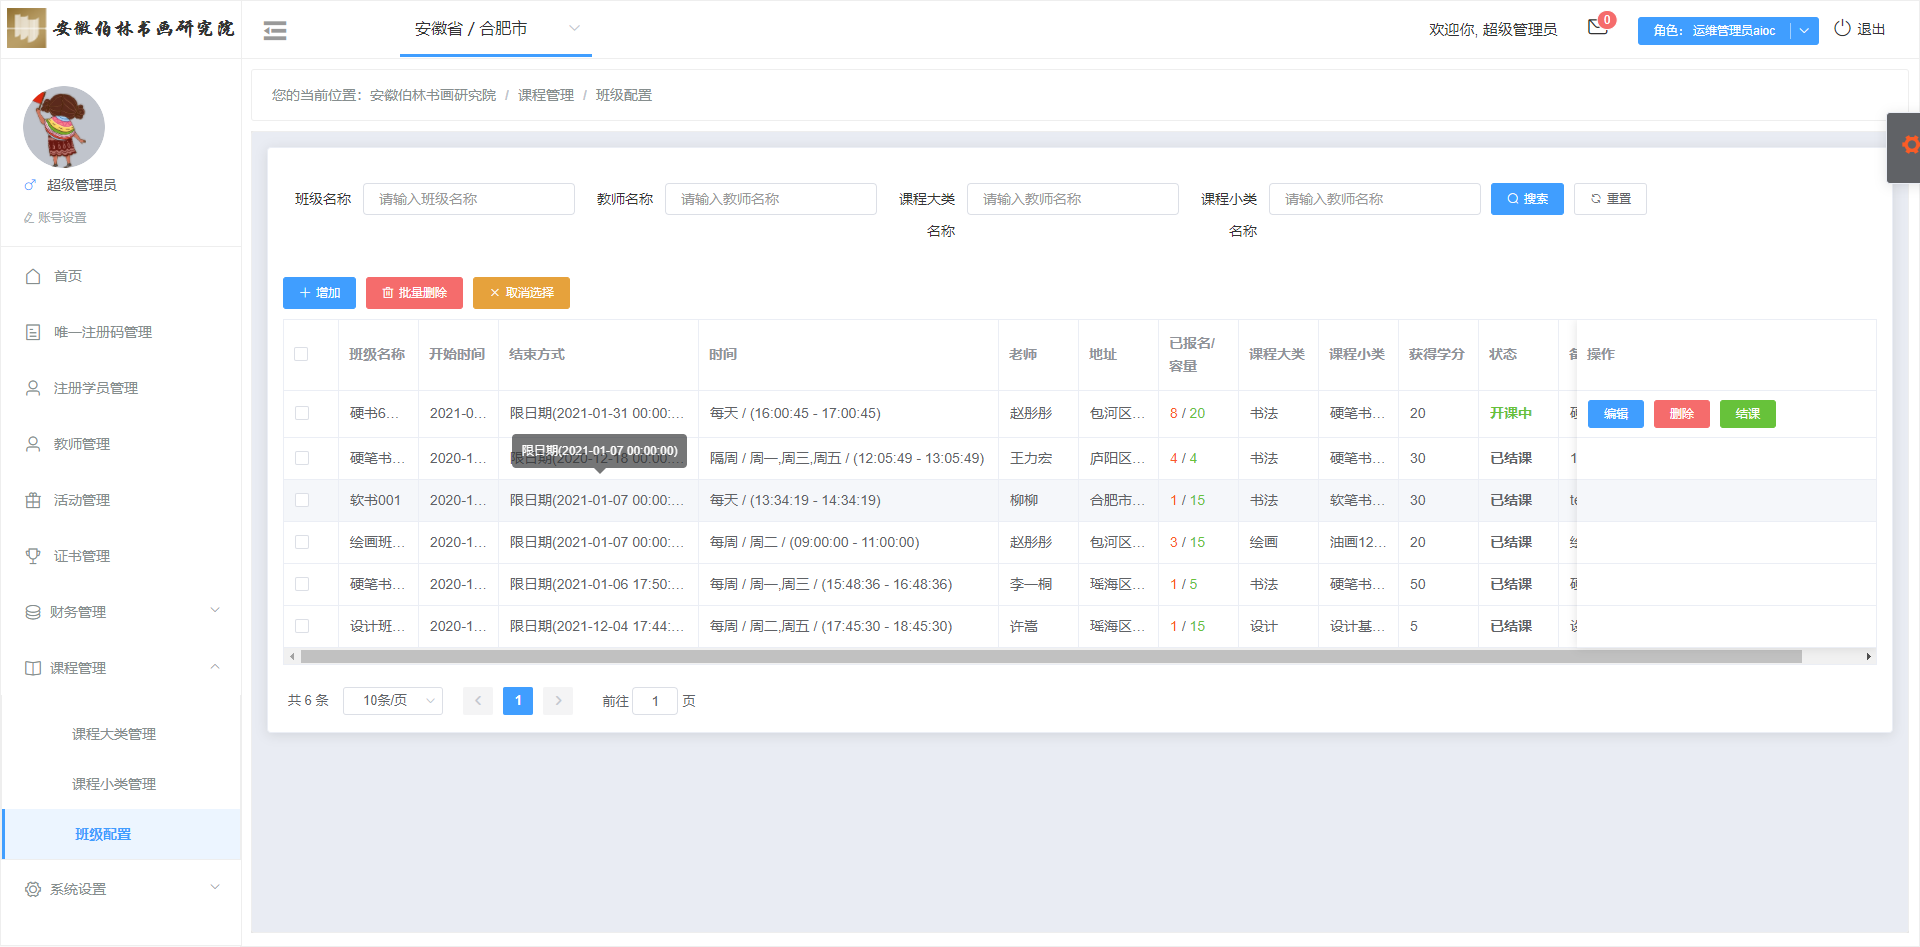 安徽伯林书画研究院
安徽省 / 合肥市
欢迎你, 超级管理员
0
角色： 运维管理员aioc
退出
超级管理员
账号设置
首页
唯一注册码管理
注册学员管理
教师管理
活动管理
证书管理
财务管理
课程管理
课程大类管理
课程小类管理
班级配置
系统设置
您的当前位置： 安徽伯林书画研究院 / 课程管理 / 班级配置
班级名称 请输入班级名称 教师名称 请输入教师名称 课程大类名称 请输入教师名称 课程小类名称 请输入教师名称 搜索 重置
增加 批量删除 取消选择
班级名称 开始时间 结束方式 时间 老师 地址 已报名/容量 课程大类 课程小类 获得学分 状态 操作
硬书6... 2021-0... 限日期(2021-01-31 00:00:... 每天 / (16:00:45 - 17:00:45) 赵彤彤 包河区... 8 / 20 书法 硬笔书... 20 开课中 编辑 删除 结课
限日期(2021-01-07 00:00:00)
硬笔书... 2020-1... 限日期(2020-12-18 00:00:... 隔周 / 周一,周三,周五 / (12:05:49 - 13:05:49) 王力宏 庐阳区... 4 / 4 书法 硬笔书... 30 已结课 1
软书001 2020-1... 限日期(2021-01-07 00:00:... 每天 / (13:34:19 - 14:34:19) 柳柳 合肥市... 1 / 15 书法 软笔书... 30 已结课
绘画班... 2020-1... 限日期(2021-01-07 00:00:... 每周 / 周二 / (09:00:00 - 11:00:00) 赵彤彤 包河区... 3 / 15 绘画 油画12... 20 已结课
硬笔书... 2020-1... 限日期(2021-01-06 17:50:... 每周 / 周一,周三 / (15:48:36 - 16:48:36) 李一桐 瑶海区... 1 / 5 书法 硬笔书... 50 已结课
设计班... 2020-1... 限日期(2021-12-04 17:44:... 每周 / 周二,周五 / (17:45:30 - 18:45:30) 许嵩 瑶海区... 1 / 15 设计 设计基... 5 已结课
共 6 条 10条/页 1 前往 1 页